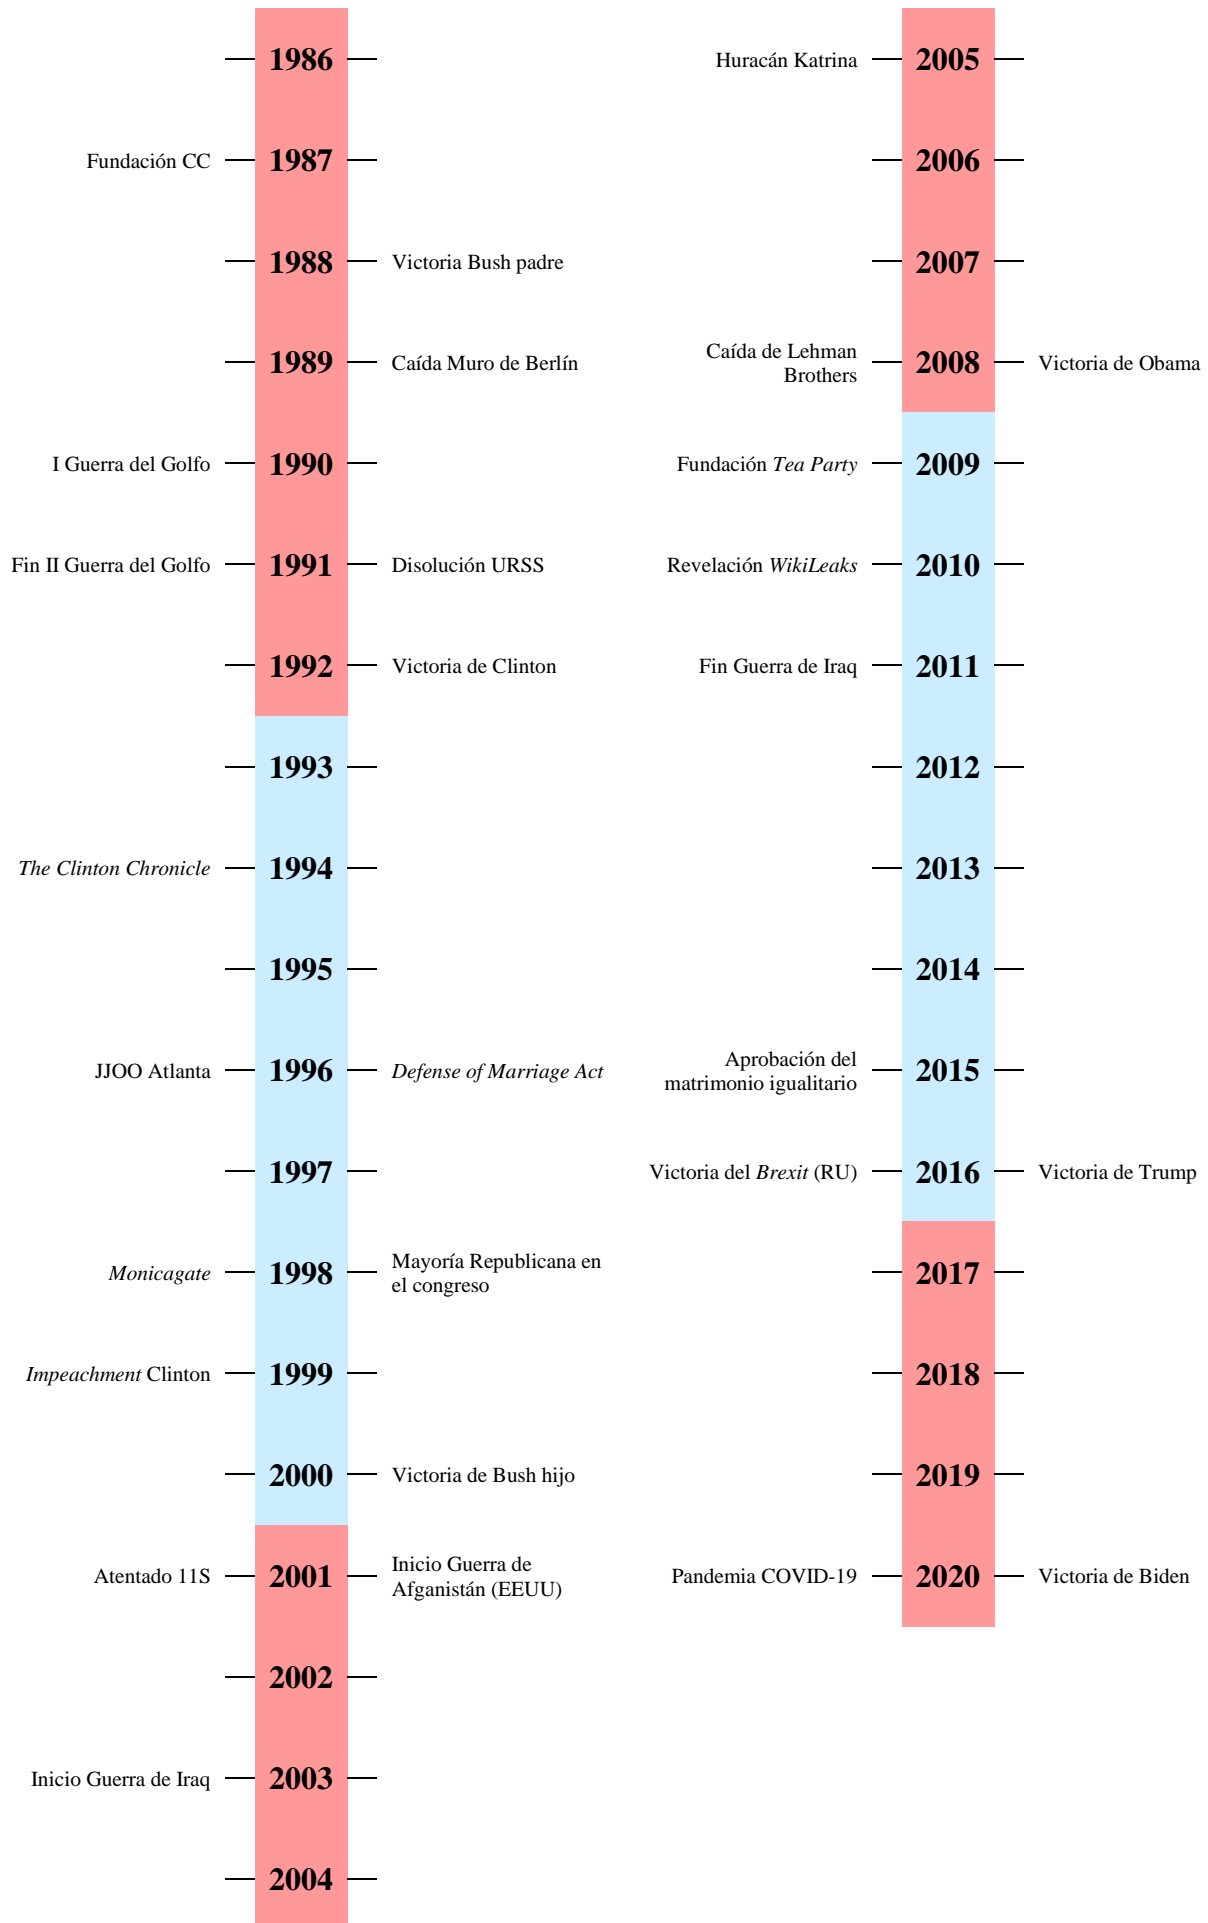 1986
Fundación CC 1987
1988 Victoria Bush padre
1989 Caída Muro de Berlín
I Guerra del Golfo 1990
Fin II Guerra del Golfo 1991 Disolución URSS
1992 Victoria de Clinton
1993
The Clinton Chronicle 1994
1995
JJOO Atlanta 1996 Defense of Marriage Act
1997
Monicagate 1998 Mayoría Republicana en
el congreso
Impeachment Clinton 1999
2000 Victoria de Bush hijo
Atentado 11S 2001 Inicio Guerra de
Afganistán (EEUU)
2002
Inicio Guerra de Iraq 2003
2004
Huracán Katrina 2005
2006
2007
Caída de Lehman
Brothers 2008 Victoria de Obama
Fundación Tea Party 2009
Revelación WikiLeaks 2010
Fin Guerra de Iraq 2011
2012
2013
2014
Aprobación del
matrimonio igualitario 2015
Victoria del Brexit (RU) 2016 Victoria de Trump
2017
2018
2019
Pandemia COVID-19 2020 Victoria de Biden